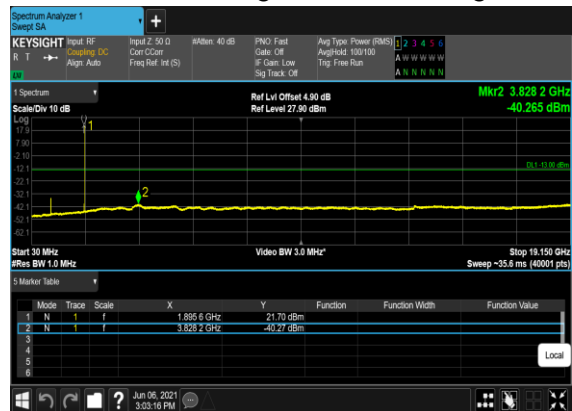 Spectrum Analyzer 1
Swept SA
+
KEYSIGHT Input: RF Input Z: 50 Ω #Atten: 40 dB PNO: Fast Avg Type: Power (RMS) 1 2 3 4 5 6
R T Coupling: DC Corr CCorr Gate: Off Avg|Hold: 100/100 A W W W W W
Align: Auto Freq Ref: Int (S) IF Gain: Low Trig: Free Run
LXI Sig Track: Off A N N N N N
1 Spectrum Ref Lvl Offset 4.90 dB Mkr2 3.828 2 GHz
Scale/Div 10 dB Ref Level 27.90 dBm -40.265 dBm
Log
17.9 1
7.90
-2.10
-12.1 DL1 -13.00 dBm
-22.1
-32.1 2
-42.1
-52.1
-62.1
Start 30 MHz Video BW 3.0 MHz* Stop 19.150 GHz
#Res BW 1.0 MHz Sweep ~35.6 ms (40001 pts)
5 Marker Table
Mode Trace Scale X Y Function Function Width Function Value
1 N 1 f 1.895 6 GHz 21.70 dBm
2 N 1 f 3.828 2 GHz -40.27 dBm
3
4
5
6
Local
? Jun 06, 2021
3:03:16 PM